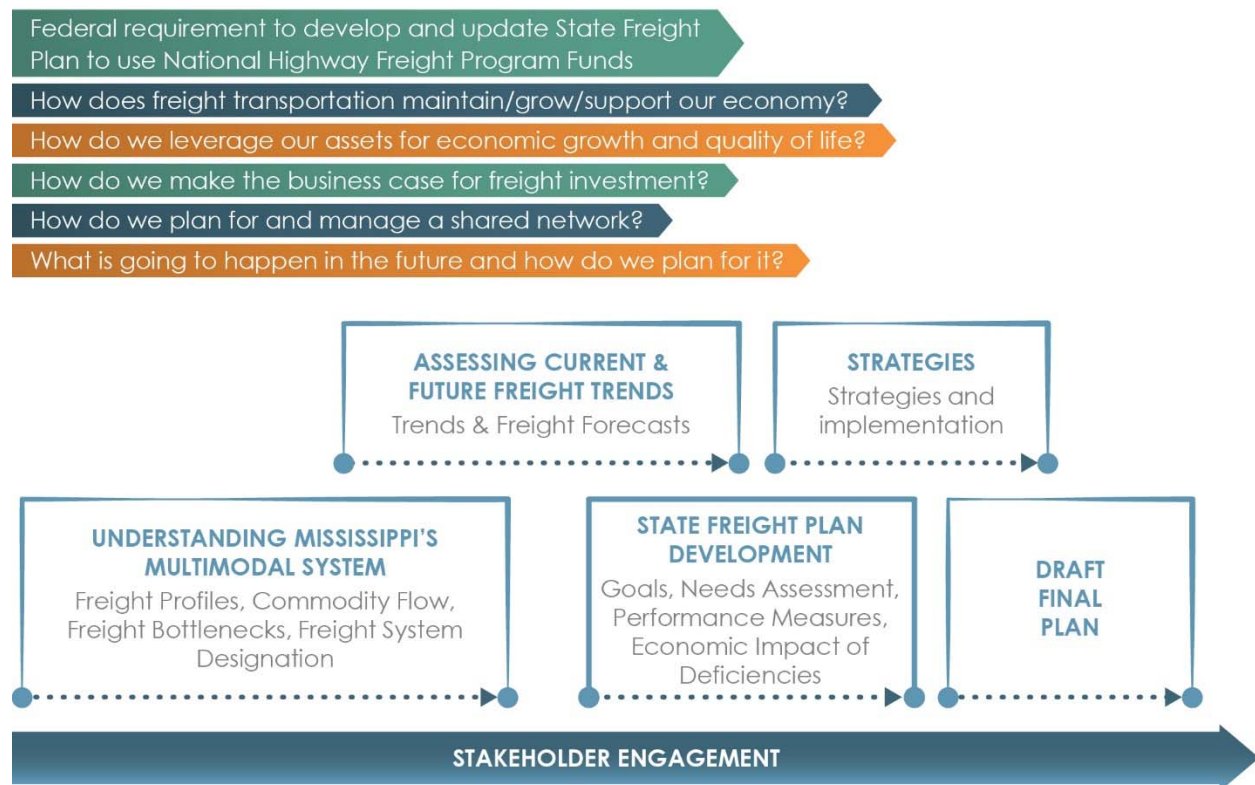 Federal requirement to develop and update State Freight
Plan to use National Highway Freight Program Funds
How does freight transportation maintain/grow/support our economy?
How do we leverage our assets for economic growth and quality of life?
How do we make the business case for freight investment?
How do we plan for and manage a shared network?
What is going to happen in the future and how do we plan for it?
ASSESSING CURRENT &
FUTURE FREIGHT TRENDS
Trends & Freight Forecasts
STRATEGIES
Strategies and
implementation
UNDERSTANDING MISSISSIPPI'S
MULTIMODAL SYSTEM
Freight Profiles, Commodity Flow,
Freight Bottlenecks, Freight System
Designation
STATE FREIGHT PLAN
DEVELOPMENT
Goals, Needs Assessment,
Performance Measures,
Economic Impact of
Deficiencies
DRAFT
FINAL
PLAN
STAKEHOLDER ENGAGEMENT